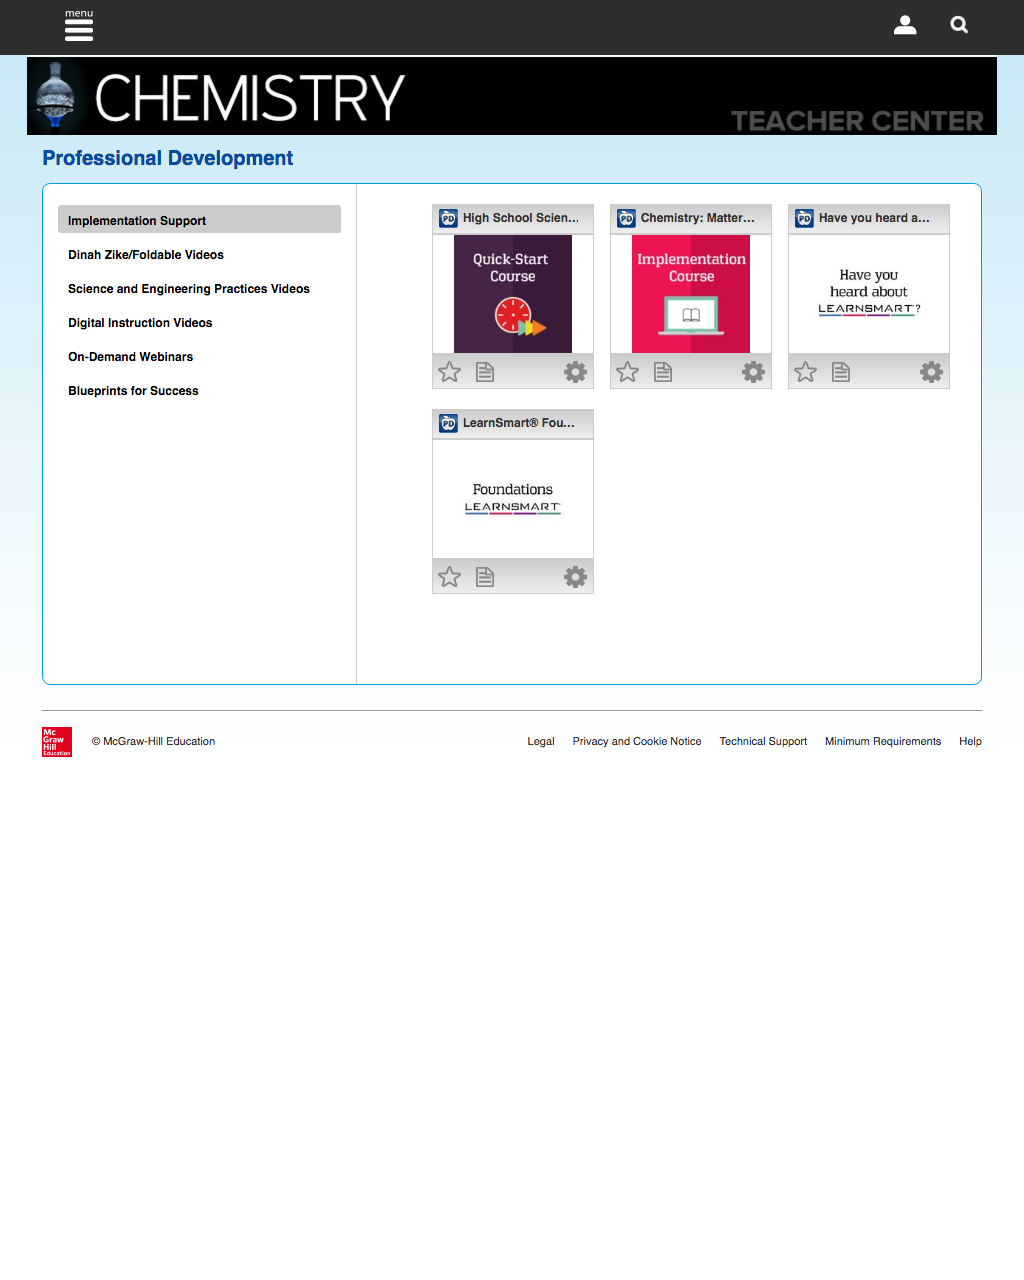 menu
CHEMISTRY
TEACHER CENTER
Professional Development
Implementation Support
Dinah Zike/Foldable Videos
Science and Engineering Practices Videos
Digital Instruction Videos
On-Demand Webinars
Blueprints for Success
PD High School Scien...
Quick-Start
Course
PD Chemistry: Matter...
Implementation
Course
PD Have you heard a...
Have you
heard about
LEARNSMART®?
PD LearnSmart® Fou...
Foundations
LEARNSMART®
Mc
Graw
Hill
Education
© McGraw-Hill Education
Legal Privacy and Cookie Notice Technical Support Minimum Requirements Help